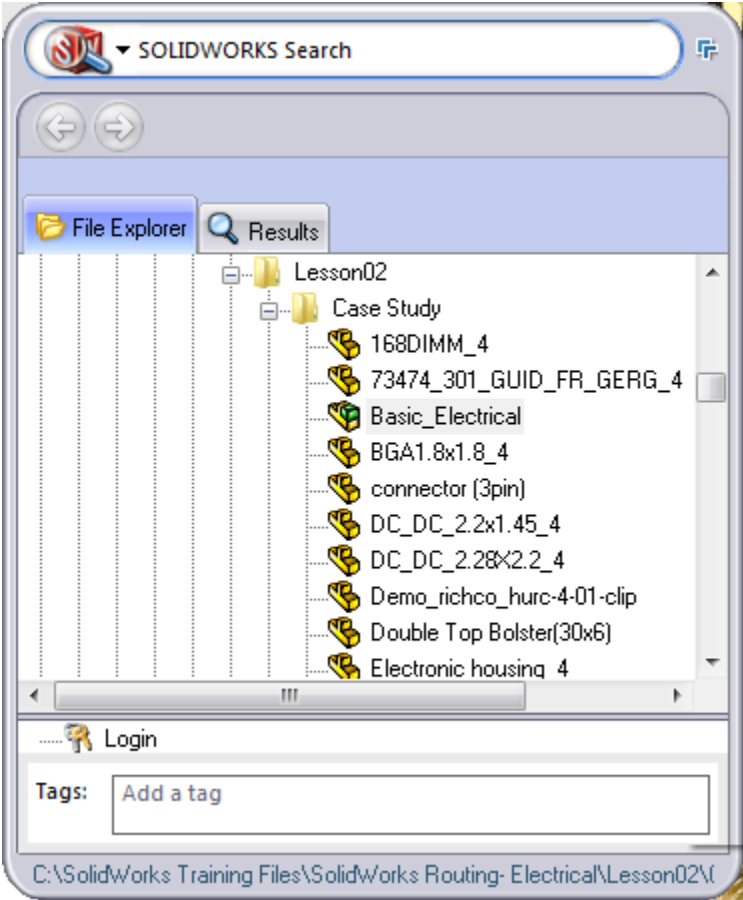 SOLIDWORKS Search
File Explorer
Results
Lesson02
Case Study
168DIMM_4
73474_301_GUID_FR_GERG_4
Basic_Electrical
BGA1.8x1.8_4
connector (3pin)
DC_DC_2.2x1.45_4
DC_DC_2.28X2.2_4
Demo_richco_hurc-4-01-clip
Double Top Bolster(30x6)
Electronic housing_4
Login
Tags:
Add a tag
C:\SolidWorks Training Files\SolidWorks Routing- Electrical\Lesson02\